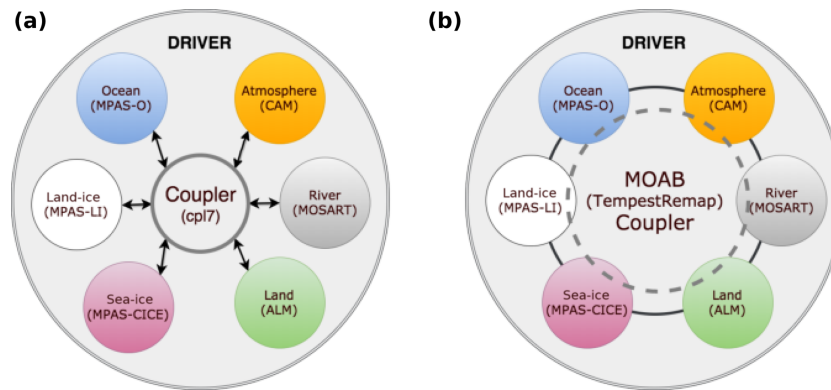 (a)
DRIVER
Ocean
(MPAS-O)
Atmosphere
(CAM)
Land-ice
(MPAS-LI)
Coupler
(cpl7)
River
(MOSART)
Sea-ice
(MPAS-CICE)
Land
(ALM)
(b)
DRIVER
Ocean
(MPAS-O)
Atmosphere
(CAM)
Land-ice
(MPAS-LI)
MOAB
(TempestRemap)
Coupler
River
(MOSART)
Sea-ice
(MPAS-CICE)
Land
(ALM)